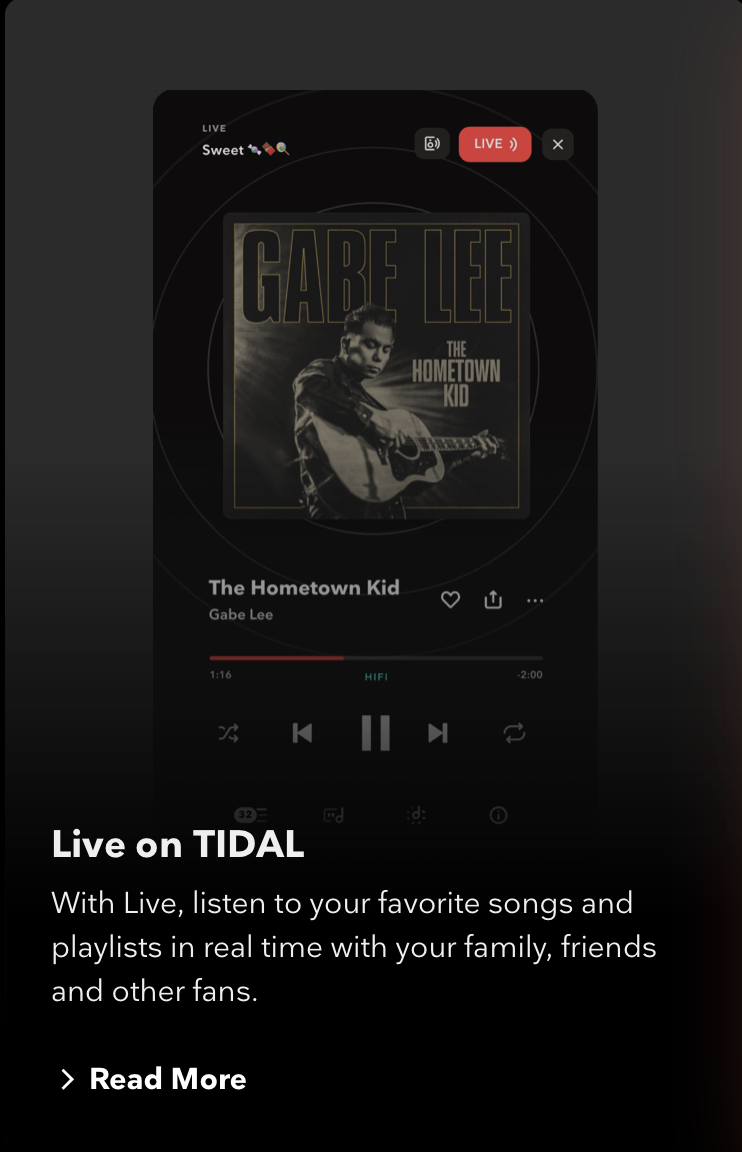 LIVE
Sweet 🍬🍫🍭
LIVE
GABE LEE
THE
HOMETOWN
KID
The Hometown Kid
Gabe Lee
1:16
HIFI
-2:00
32
Live on TIDAL
With Live, listen to your favorite songs and
playlists in real time with your family, friends
and other fans.
Read More